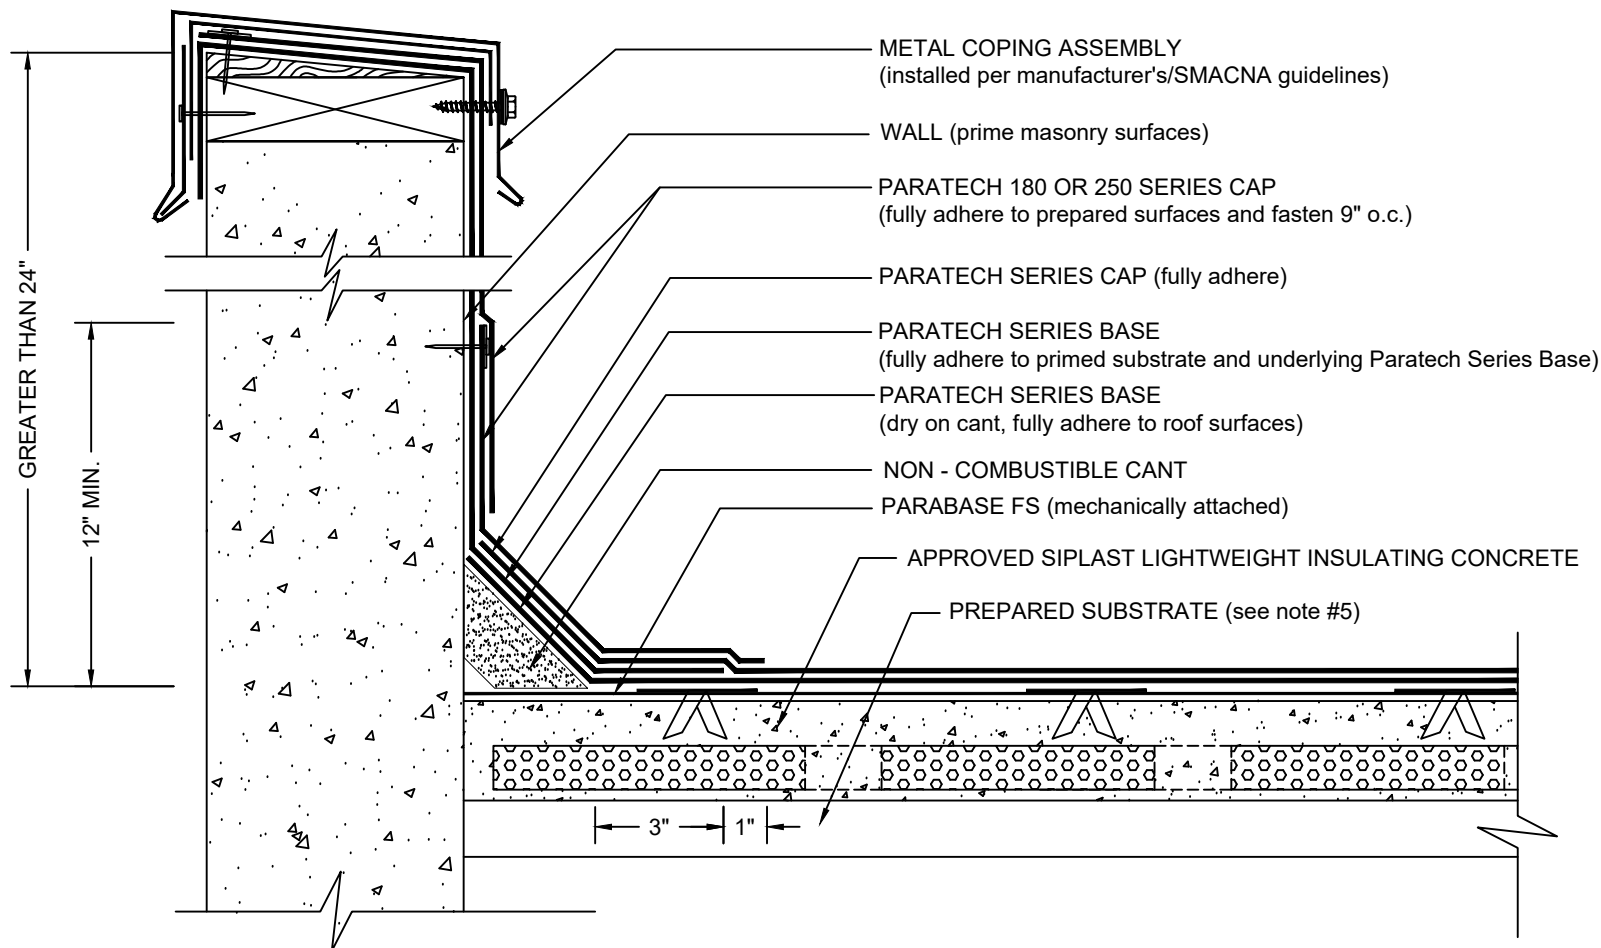 METAL COPING ASSEMBLY
(installed per manufacturer's/SMACNA guidelines)
WALL (prime masonry surfaces)
PARATECH 180 OR 250 SERIES CAP
(fully adhere to prepared surfaces and fasten 9" o.c.)
PARATECH SERIES CAP (fully adhere)
PARATECH SERIES BASE
(fully adhere to primed substrate and underlying Paratech Series Base)
PARATECH SERIES BASE
(dry on cant, fully adhere to roof surfaces)
NON - COMBUSTIBLE CANT
PARABASE FS (mechanically attached)
APPROVED SIPLAST LIGHTWEIGHT INSULATING CONCRETE
PREPARED SUBSTRATE (see note #5)
GREATER THAN 24"
12" MIN.
3"
1"